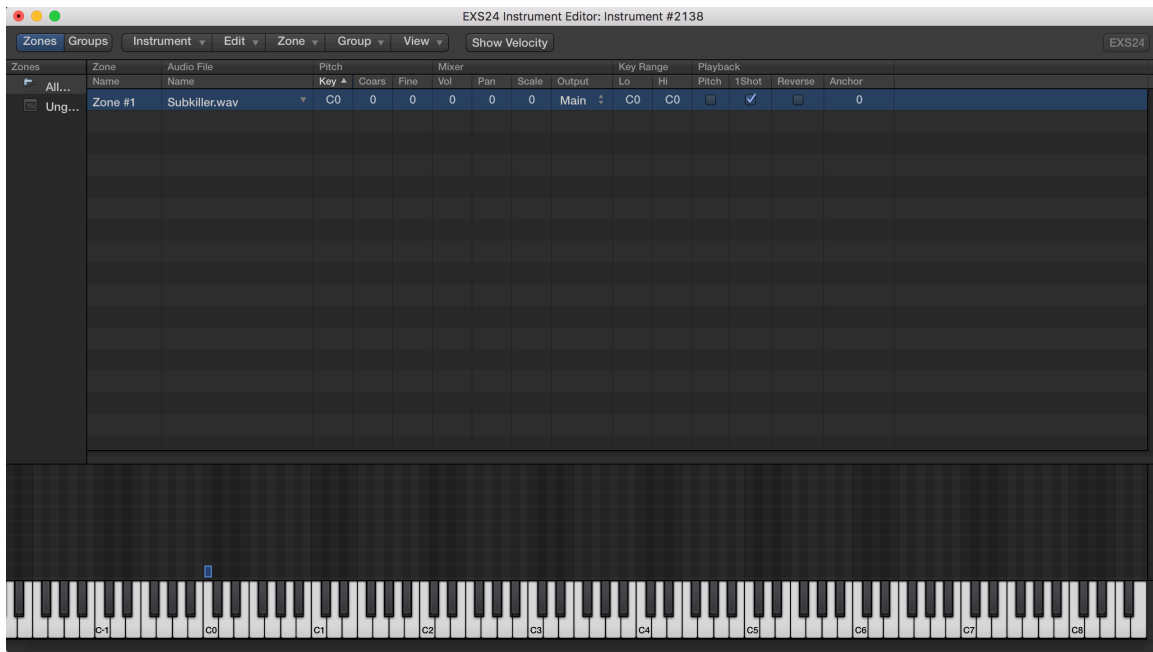 EXS24 Instrument Editor: Instrument #2138
Zones Groups Instrument Edit Zone Group View Show Velocity EXS24
Zones Zone Audio File Pitch Mixer Key Range Playback
All... Name Name Key Coars Fine Vol Pan Scale Output Lo Hi Pitch 1Shot Reverse Anchor
Ung... Zone #1 Subkiller.wav C0 0 0 0 0 0 Main C0 C0 0
C-1 C0 C1 C2 C3 C4 C5 C6 C7 C8